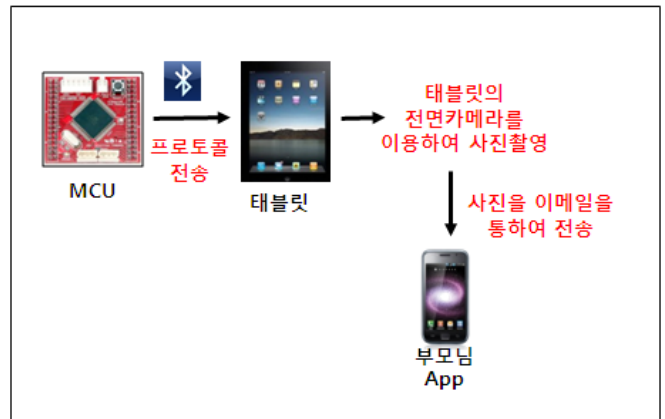 프로토콜
전송
MCU
태블릿
태블릿의
전면카메라를
이용하여 사진촬영
사진을 이메일을
통하여 전송
부모님
App